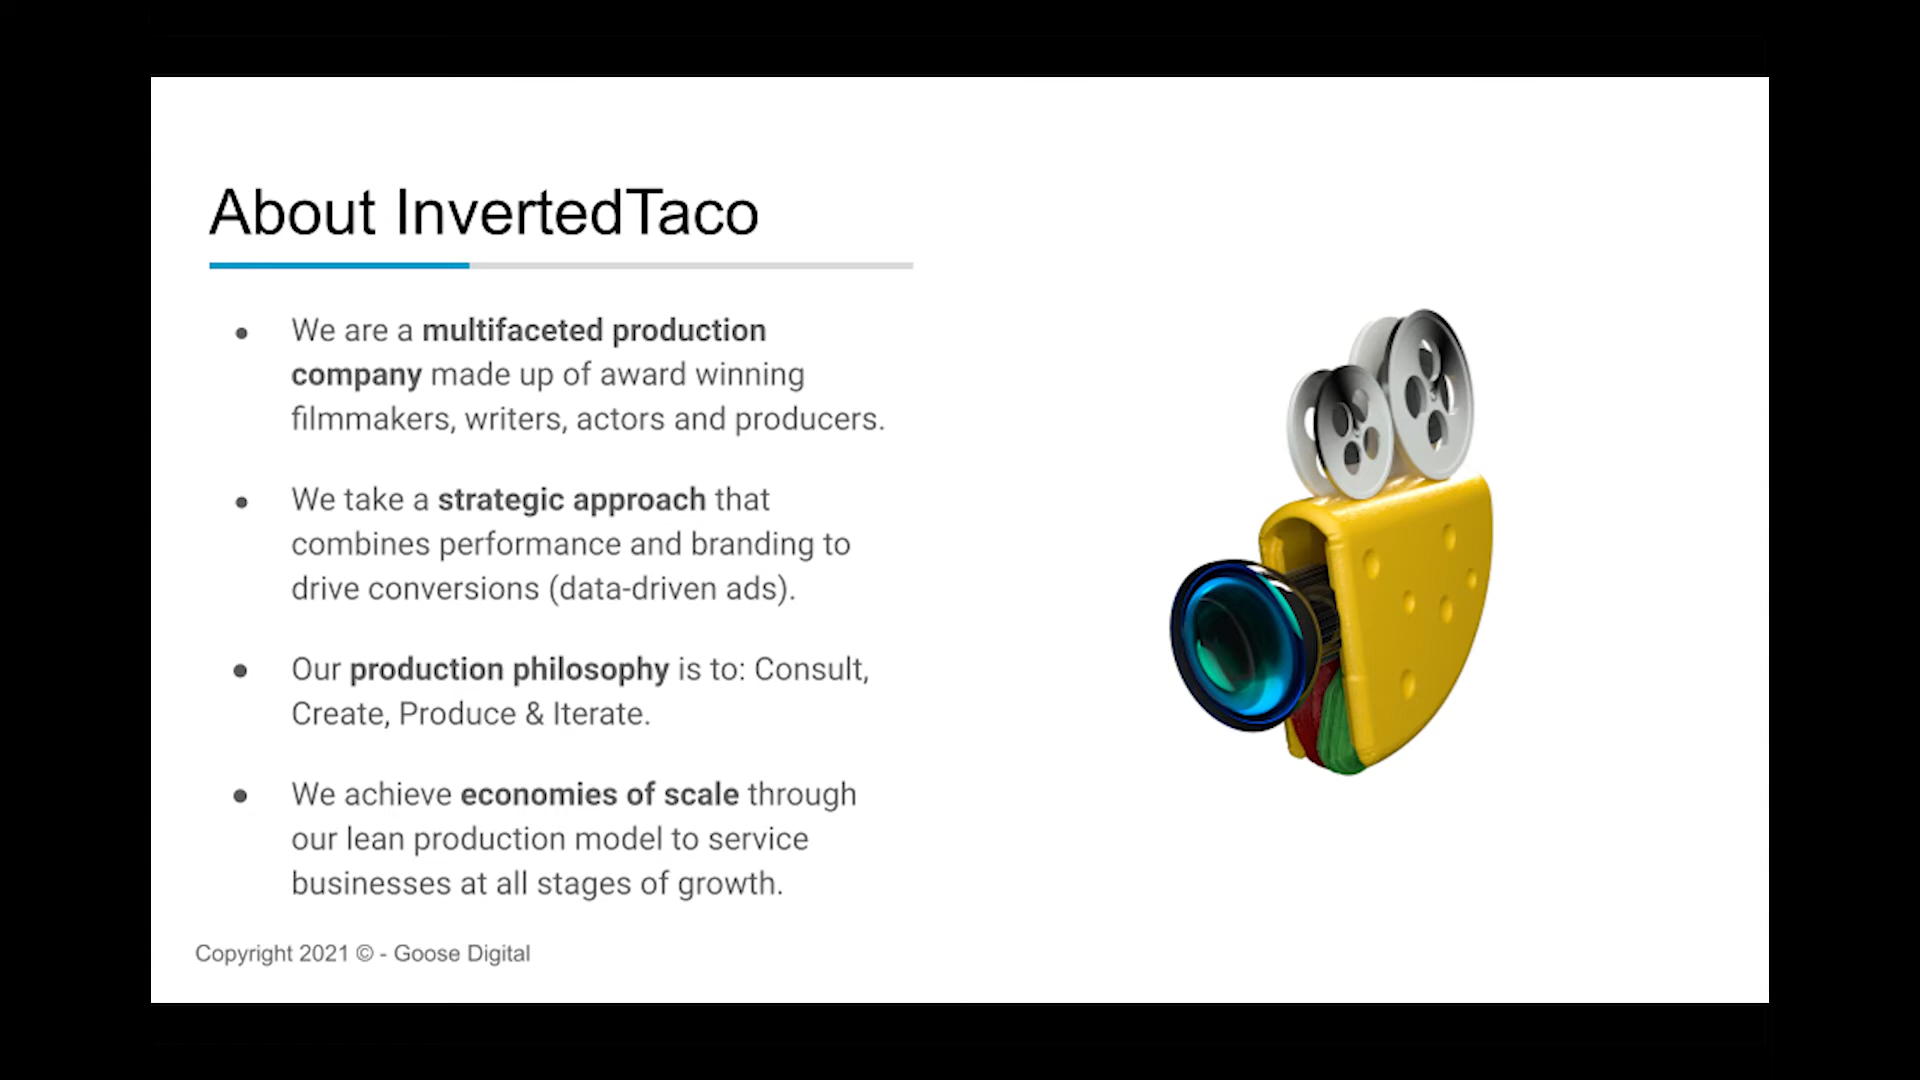 About InvertedTaco
● We are a multifaceted production
company made up of award winning
filmmakers, writers, actors and producers.
● We take a strategic approach that
combines performance and branding to
drive conversions (data-driven ads).
● Our production philosophy is to: Consult,
Create, Produce & Iterate.
● We achieve economies of scale through
our lean production model to service
businesses at all stages of growth.
Copyright 2021 © - Goose Digital